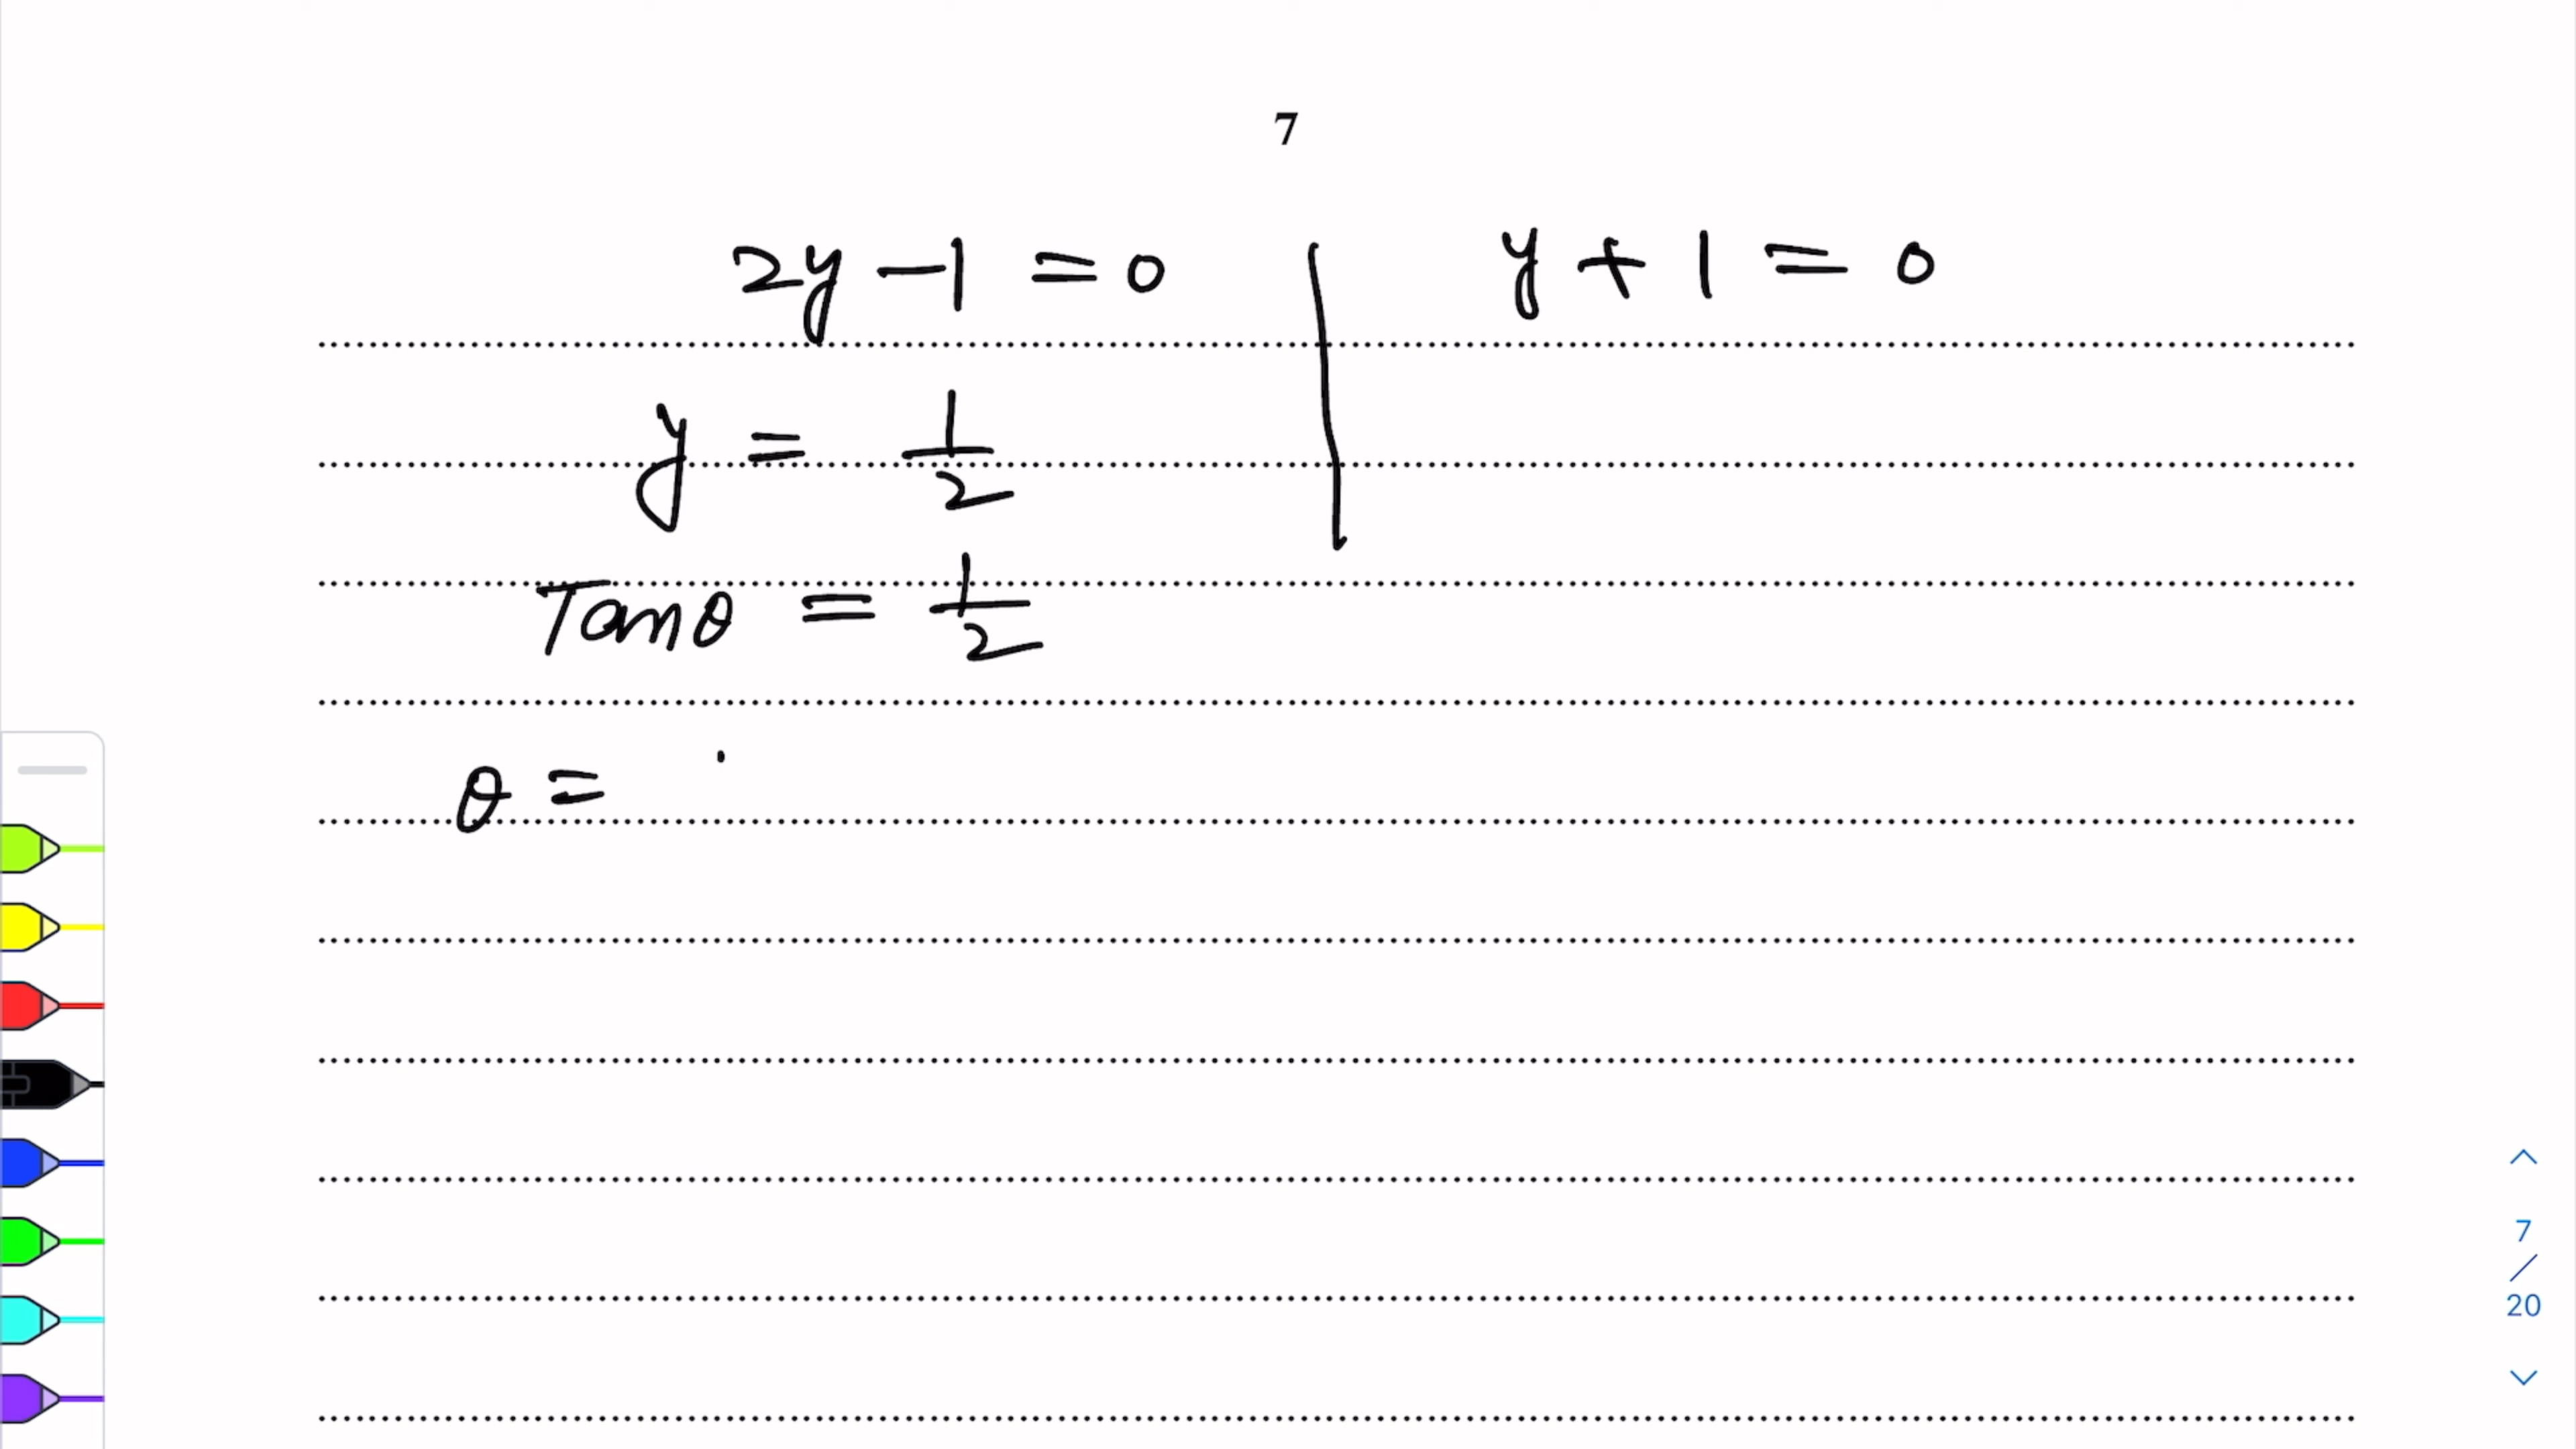 7
2y - 1 = 0 | y + 1 = 0
y = 1/2
Tanθ = 1/2
θ =
7
/
20